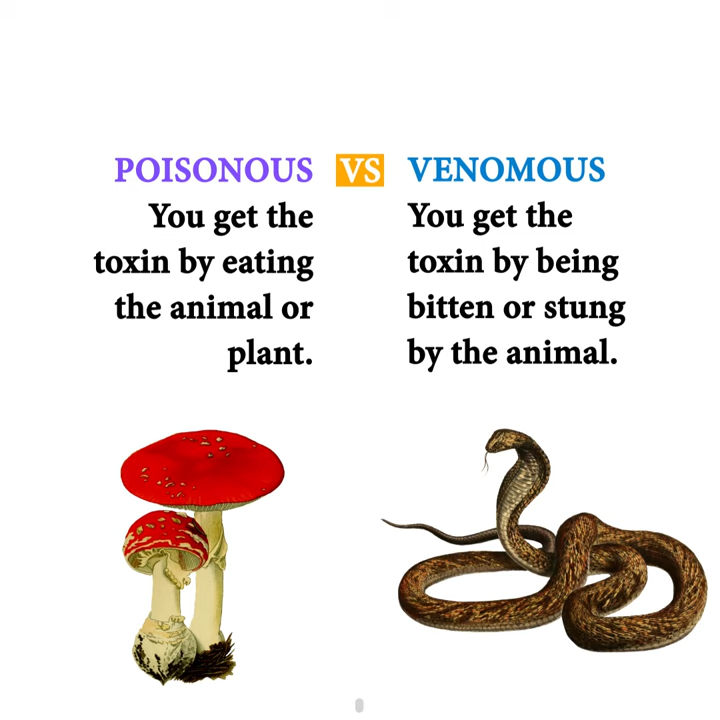 POISONOUS VS VENOMOUS
You get the
toxin by eating
the animal or
plant.
You get the
toxin by being
bitten or stung
by the animal.